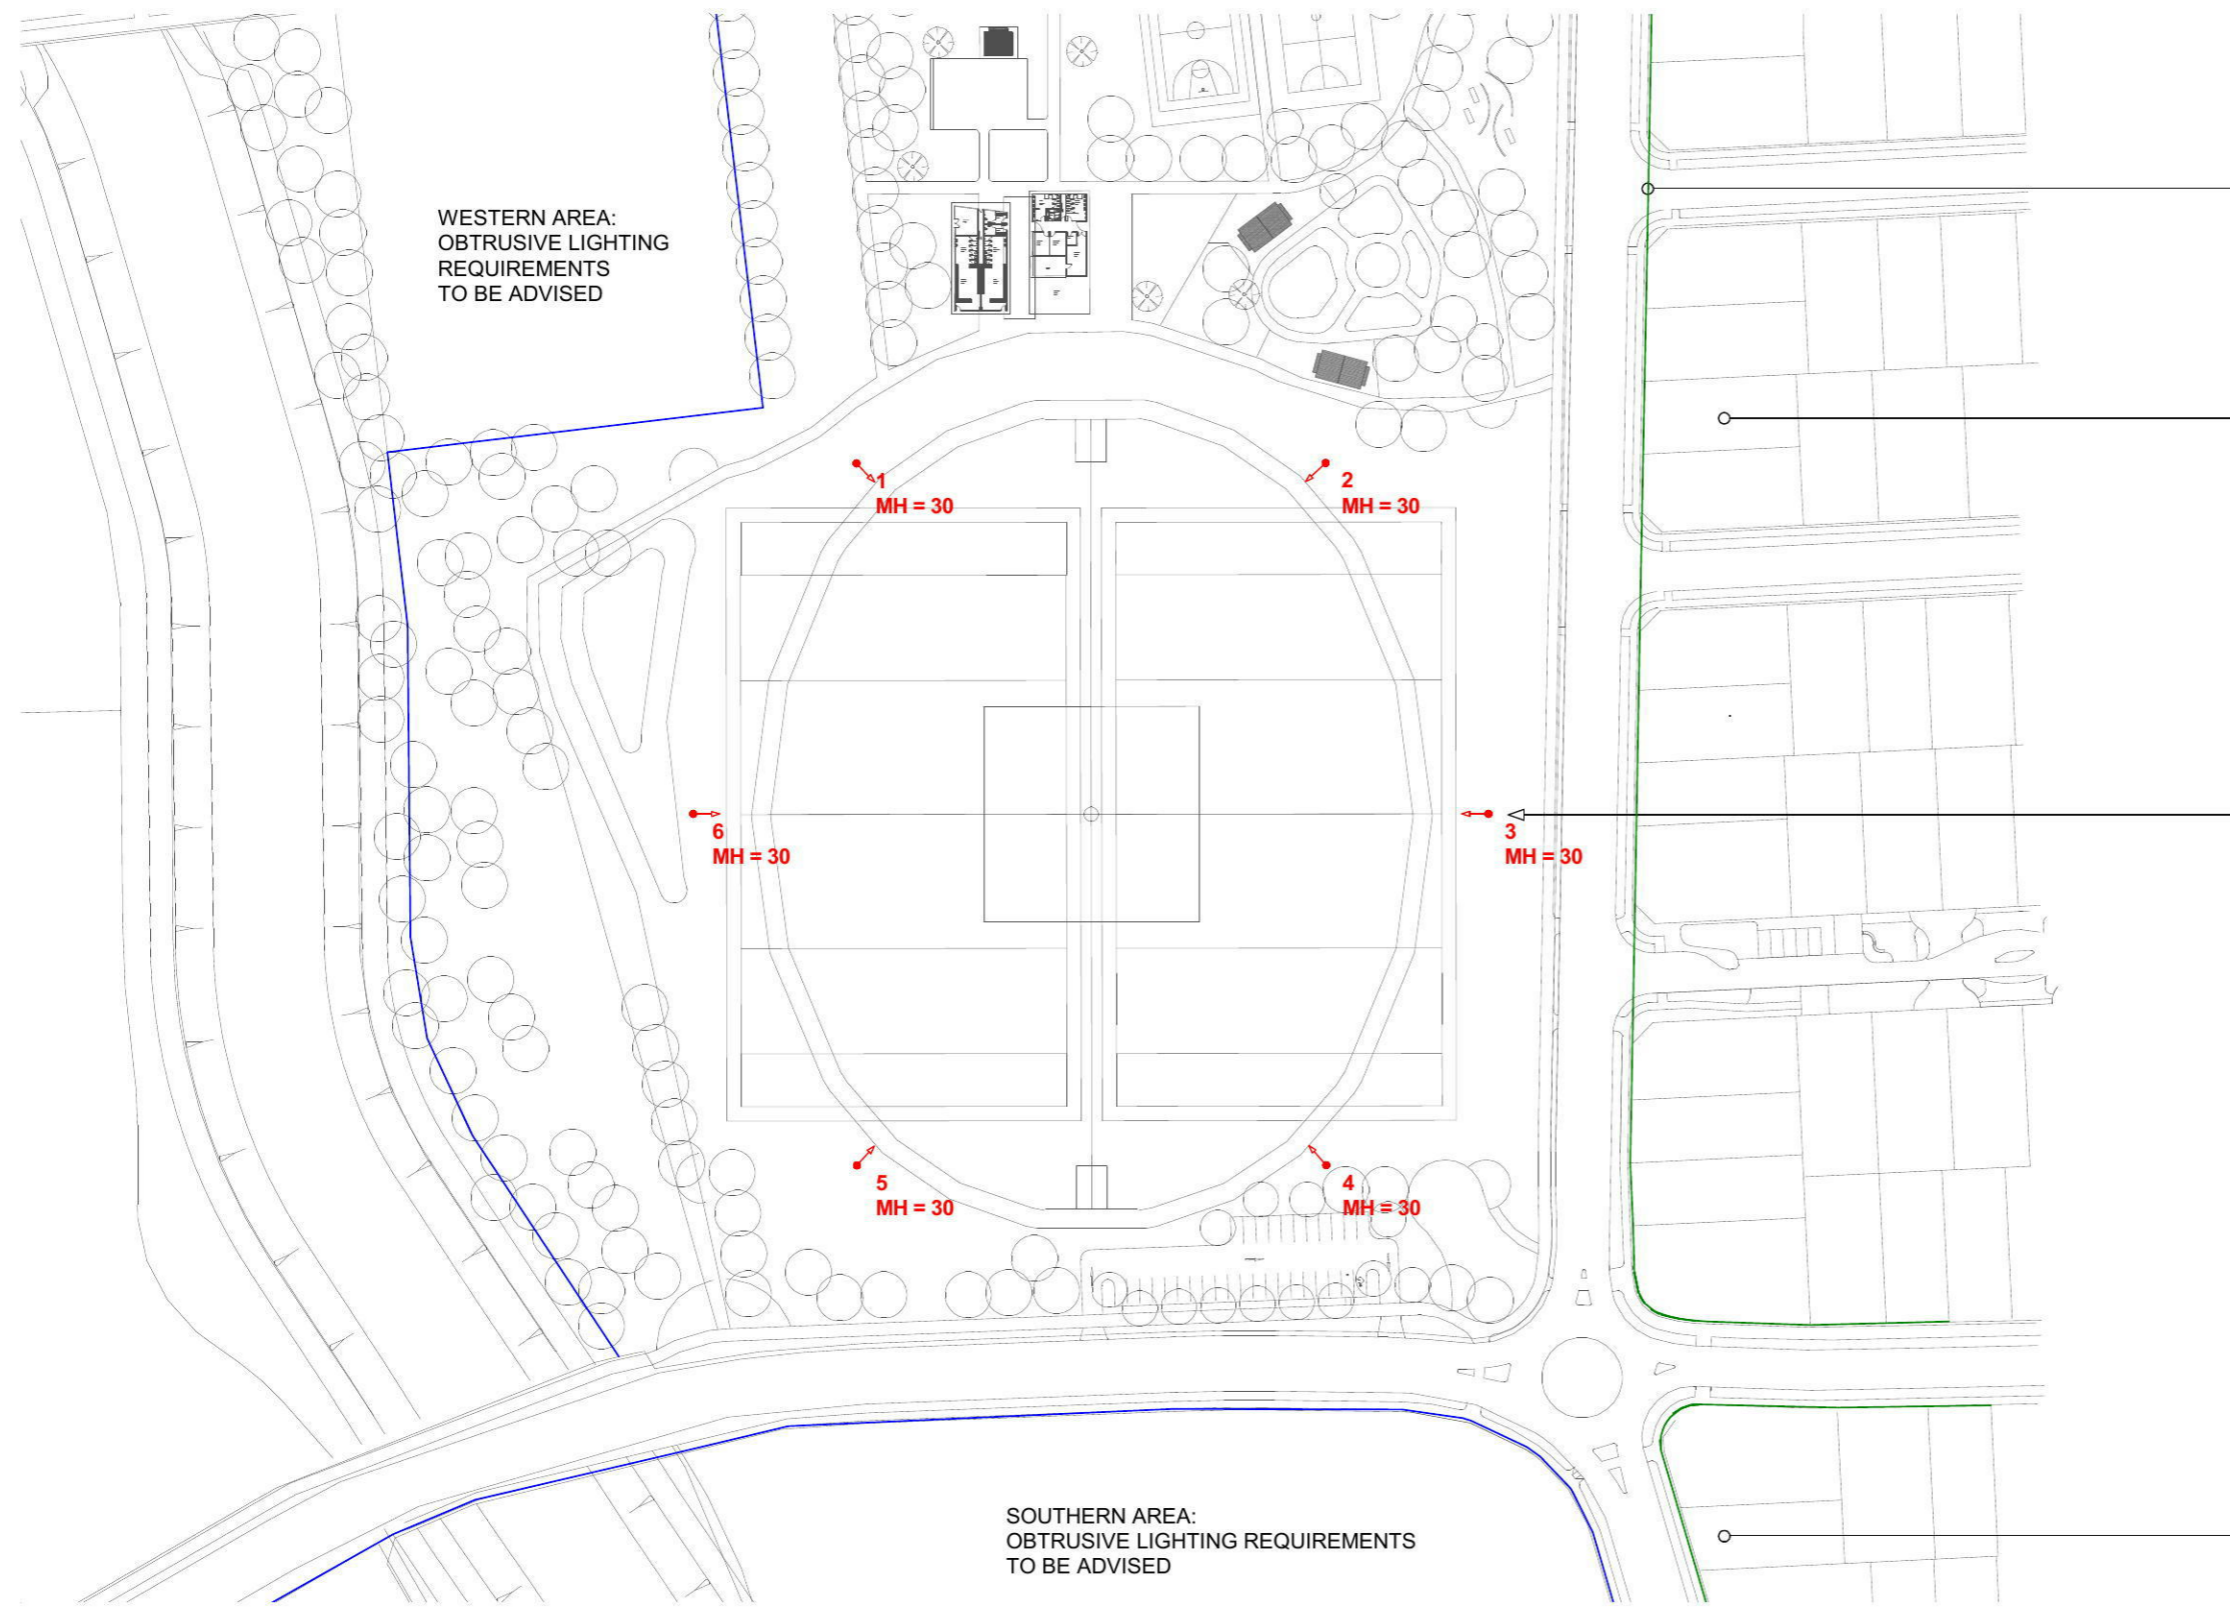 WESTERN AREA:
OBTRUSIVE LIGHTING
REQUIREMENTS
TO BE ADVISED
1
MH = 30
2
MH = 30
6
MH = 30
3
MH = 30
5
MH = 30
4
MH = 30
SOUTHERN AREA:
OBTRUSIVE LIGHTING REQUIREMENTS
TO BE ADVISED